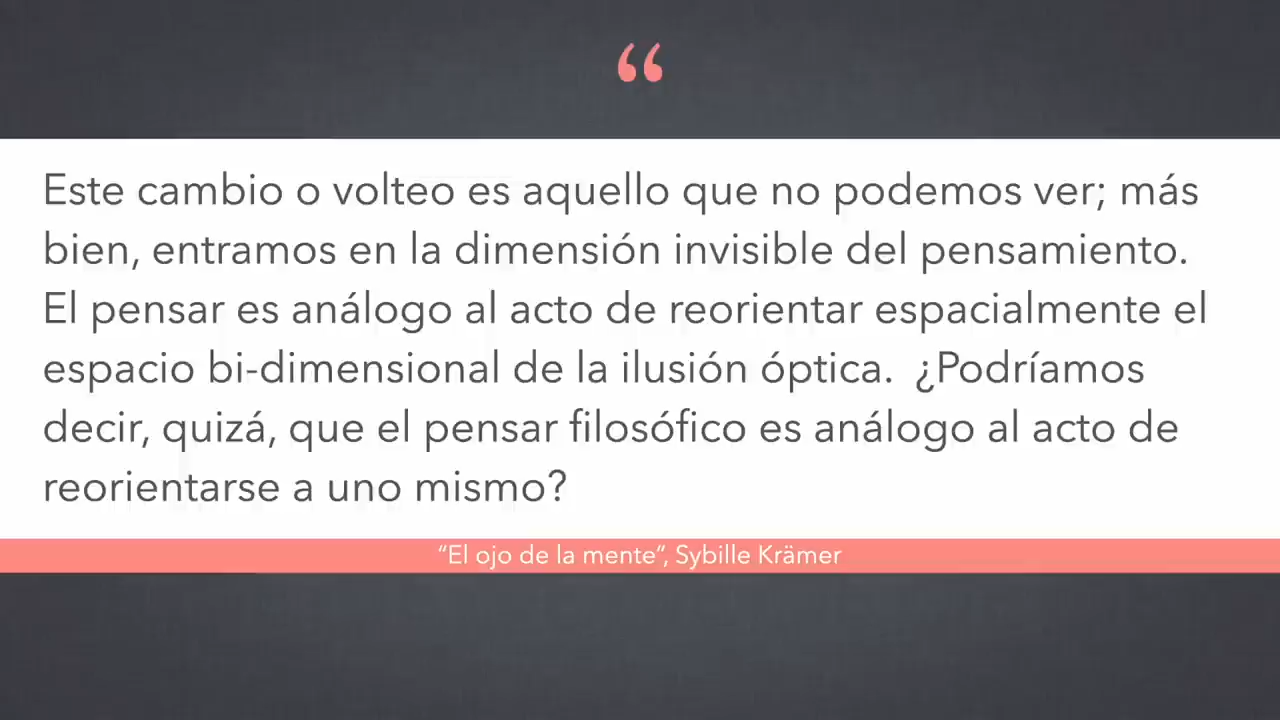 “
Este cambio o volteo es aquello que no podemos ver; más
bien, entramos en la dimensión invisible del pensamiento.
El pensar es análogo al acto de reorientar espacialmente el
espacio bi-dimensional de la ilusión óptica.  ¿Podríamos
decir, quizá, que el pensar filosófico es análogo al acto de
reorientarse a uno mismo?
“El ojo de la mente“, Sybille Krämer